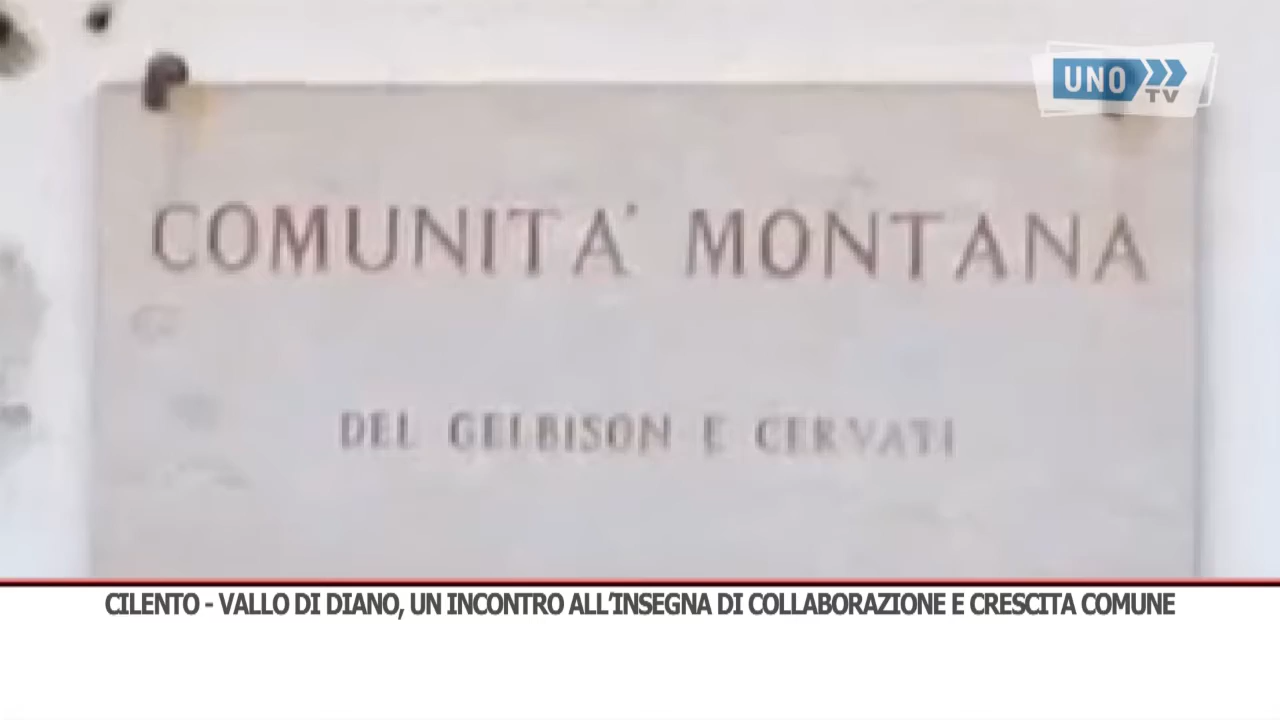 UNO
TV
COMUNITA' MONTANA
DEL GELBISON E CERVATI
CILENTO - VALLO DI DIANO, UN INCONTRO ALL'INSEGNA DI COLLABORAZIONE E CRESCITA COMUNE